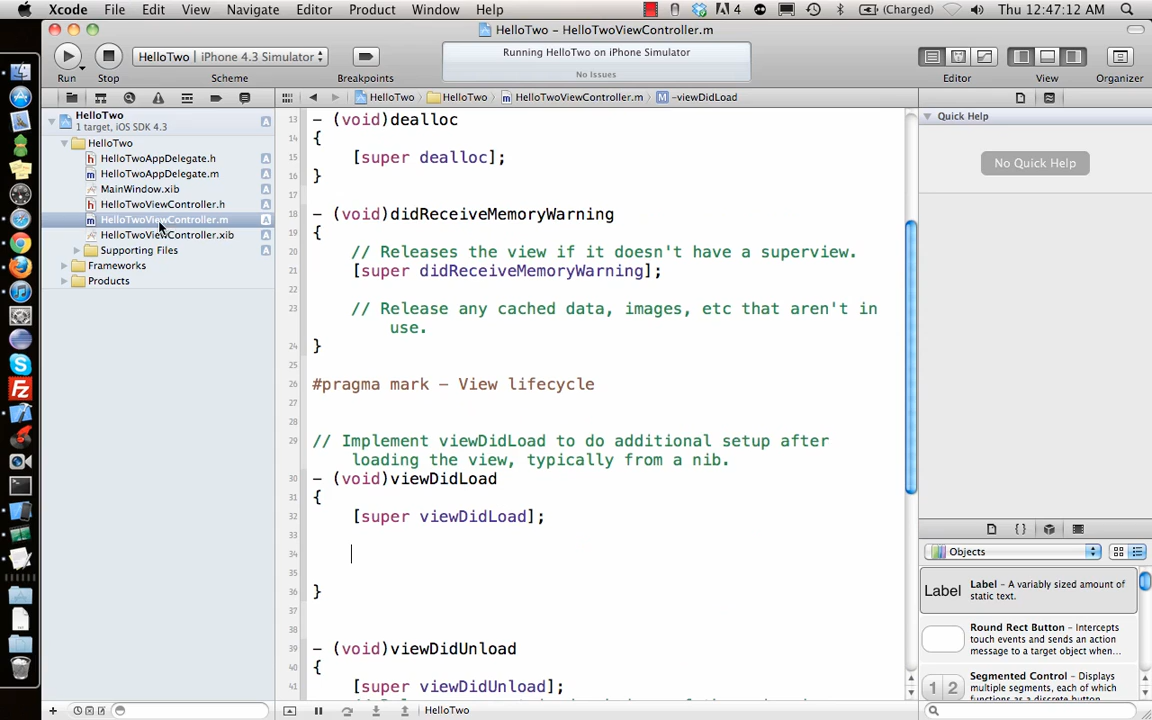 Xcode File Edit View Navigate Editor Product Window Help 4 (Charged) Thu 12:47:12 AM
HelloTwo – HelloTwoViewController.m
HelloTwo | iPhone 4.3 Simulator
Running HelloTwo on iPhone Simulator
No Issues
Run Stop Scheme Breakpoints Editor View Organizer
HelloTwo HelloTwo HelloTwoViewController.m M -viewDidLoad
HelloTwo
1 target, iOS SDK 4.3
HelloTwo
h HelloTwoAppDelegate.h A
m HelloTwoAppDelegate.m A
MainWindow.xib A
h HelloTwoViewController.h A
m HelloTwoViewController.m A
HelloTwoViewController.xib A
Supporting Files A
Frameworks
Products
13 - (void)dealloc
14 {
15 [super dealloc];
16 }
17
18 - (void)didReceiveMemoryWarning
19 {
20 // Releases the view if it doesn't have a superview.
21 [super didReceiveMemoryWarning];
22
23 // Release any cached data, images, etc that aren't in
use.
24 }
25
26 #pragma mark - View lifecycle
27
28
29 // Implement viewDidLoad to do additional setup after
loading the view, typically from a nib.
30 - (void)viewDidLoad
31 {
32 [super viewDidLoad];
33
34
35
36 }
37
38
39 - (void)viewDidUnload
40 {
41 [super viewDidUnload];
HelloTwo
Quick Help
No Quick Help
{}
Objects
Label
Label – A variably sized amount of
static text.
Round Rect Button – Intercepts
touch events and sends an action
message to a target object when…
1 2
Segmented Control – Displays
multiple segments, each of which